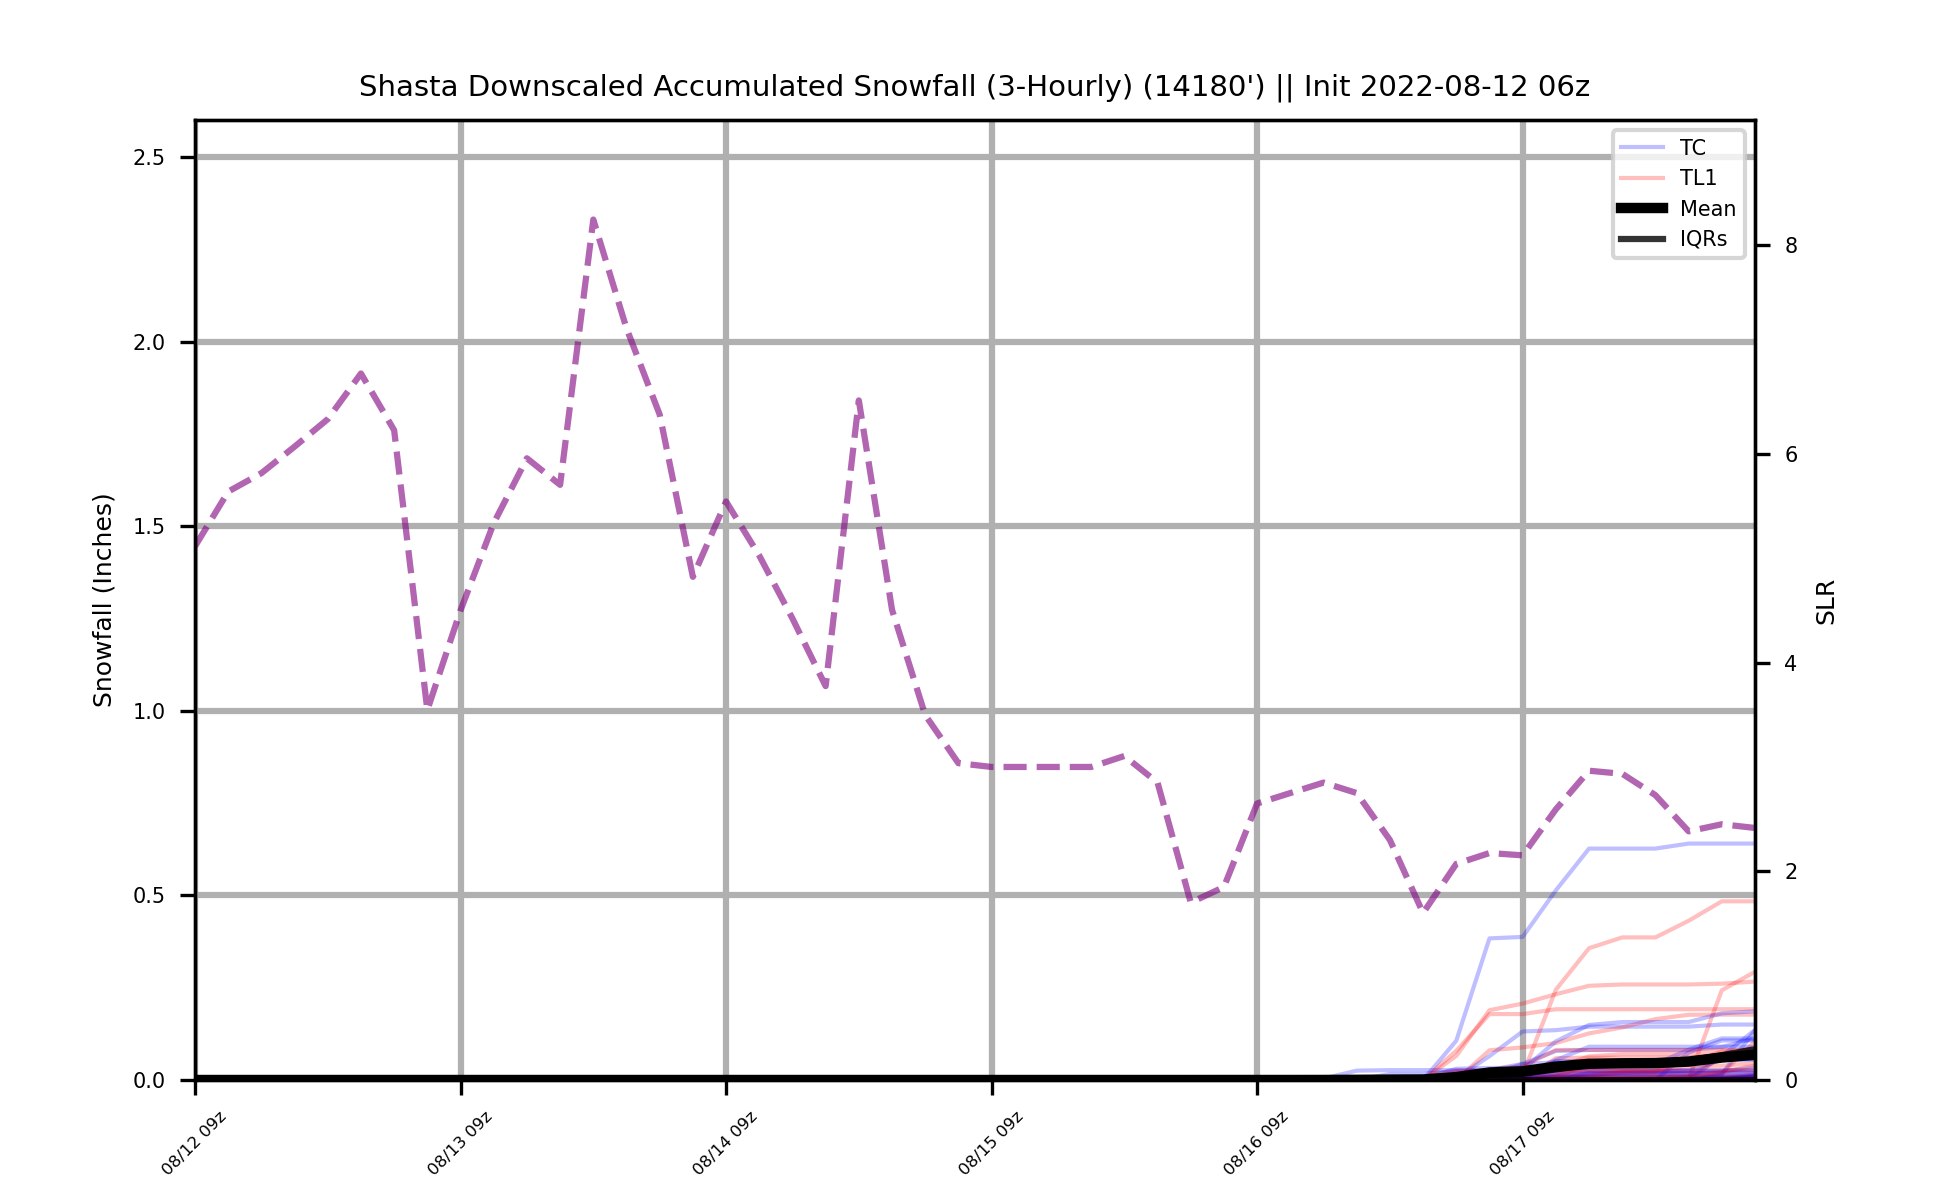 Shasta Downscaled Accumulated Snowfall (3-Hourly) (14180') || Init 2022-08-12 06z
TC
TL1
Mean
IQRs
2.5
2.0
1.5
1.0
0.5
0.0
Snowfall (Inches)
8
6
4
2
0
SLR
08/12 09z
08/13 09z
08/14 09z
08/15 09z
08/16 09z
08/17 09z